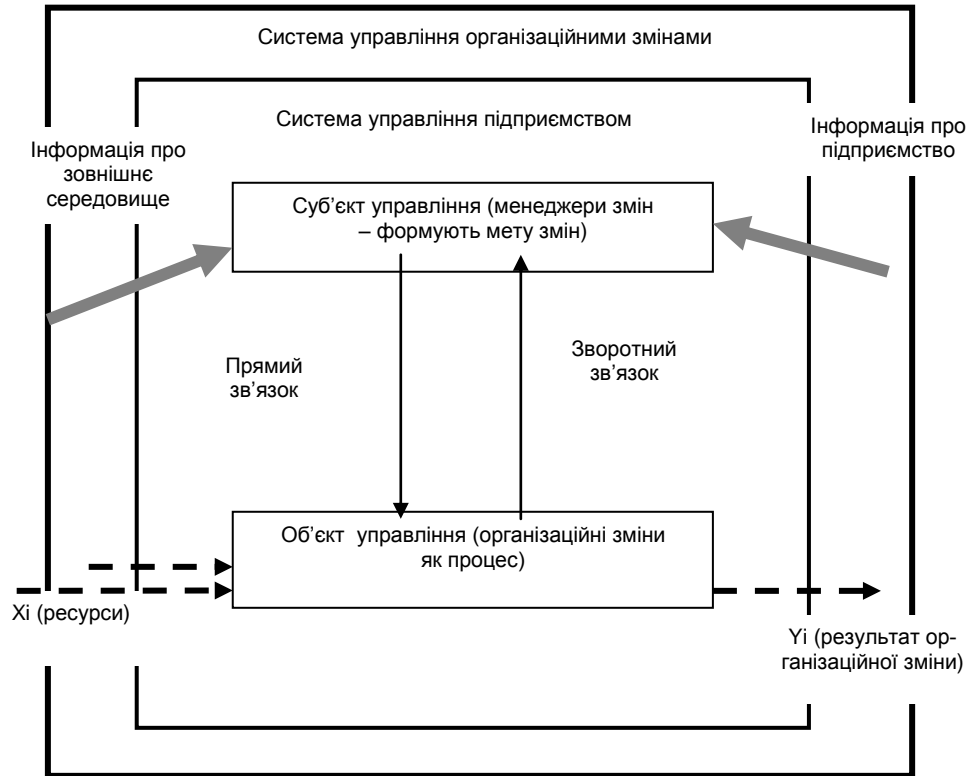 Система управління організаційними змінами
Система управління підприємством
Інформація про
зовнішнє
середовище
Інформація про
підприємство
Суб’єкт управління (менеджери змін
– формують мету змін)
Прямий
зв’язок
Зворотний
зв’язок
Об’єкт управління (організаційні зміни
як процес)
Xi (ресурси)
Yi (результат ор-
ганізаційної зміни)